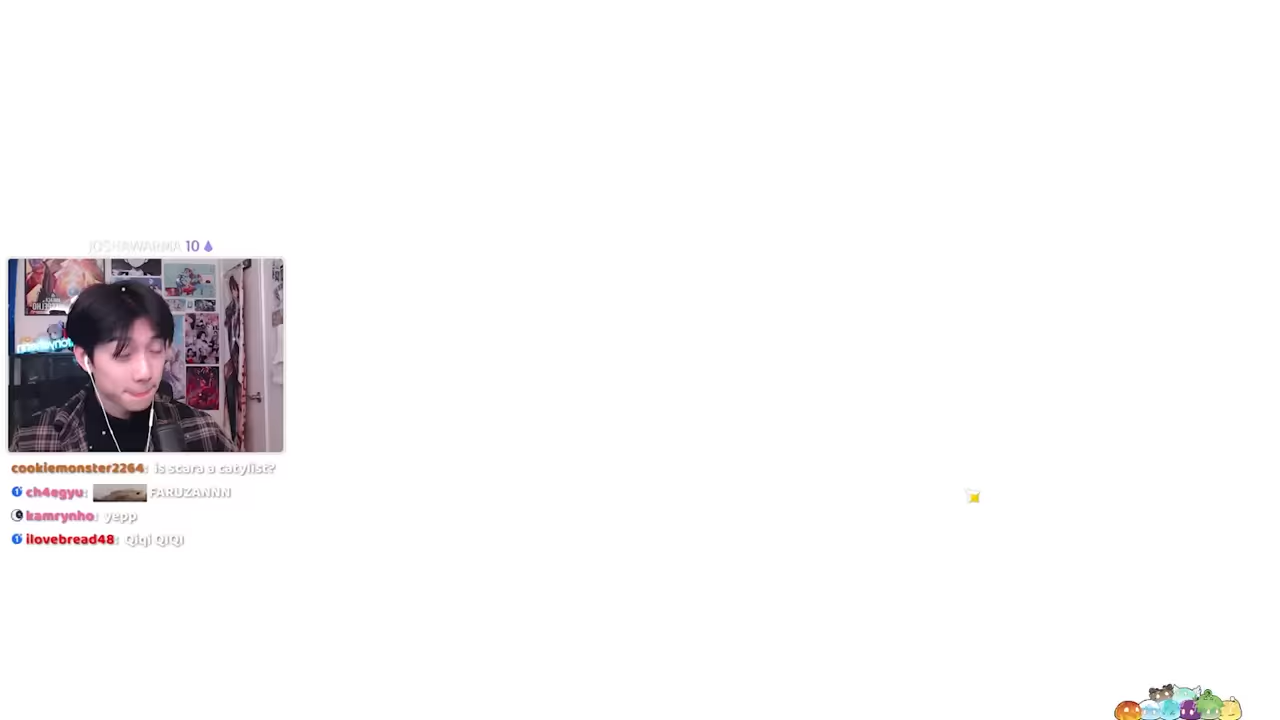 JOSHAWARMA 10
cookiemonster2264: is scara a catylist?
ch4egyu: FARUZANNN
kamrynho: yepp
ilovebread48: Qiqi QIQI